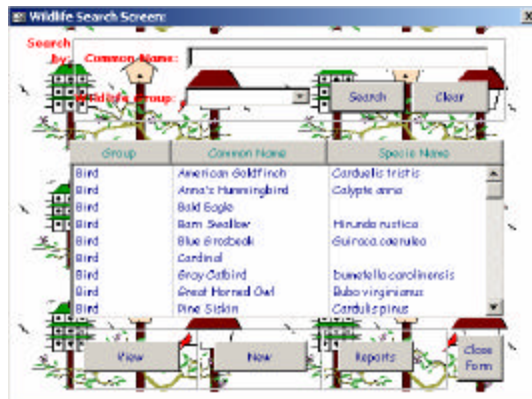 Wildlife Search Screen:
Search
by: Common Name:
Wildlife Group:
Search Clear
Group Common Name Specie Name
Bird American Goldfinch Carduelis tristis
Bird Anna's Hummingbird Calypte anna
Bird Bald Eagle
Bird Barn Swallow Hirundo rustica
Bird Blue Grosbeak Guiraca caerulea
Bird Cardinal
Bird Gray Catbird Dumetella carolinensis
Bird Great Horned Owl Bubo virginianus
Bird Pine Siskin Cardulis pinus
View New Reports Close
Form